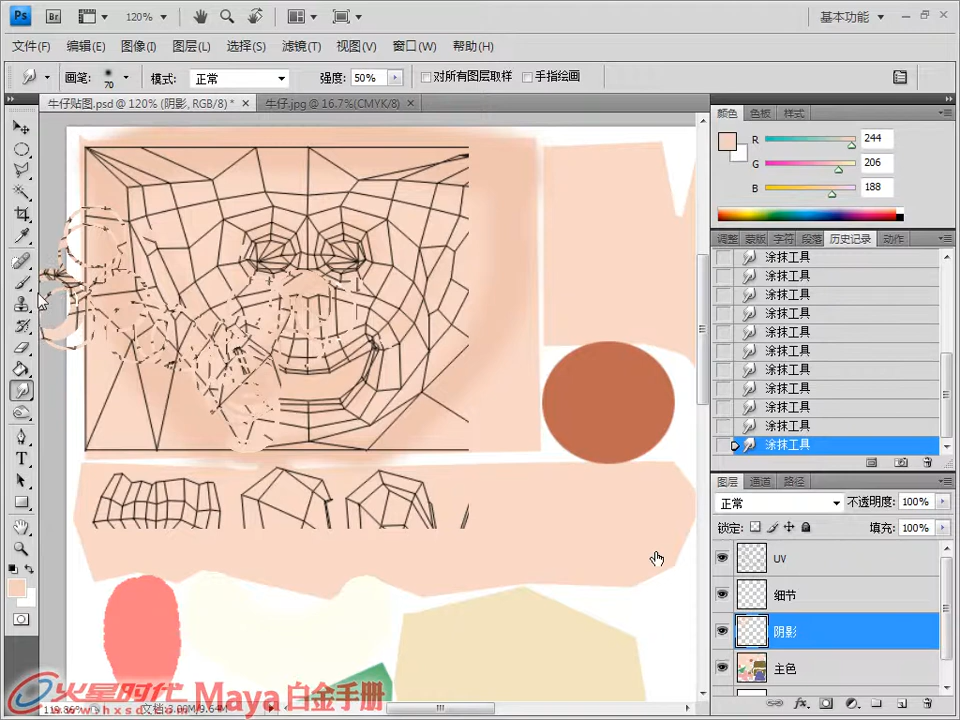 Ps Br 120% 基本功能
文件(F) 编辑(E) 图像(I) 图层(L) 选择(S) 滤镜(T) 视图(V) 窗口(W) 帮助(H)
画笔: 70 模式: 正常 强度: 50% 对所有图层取样 手指绘画
牛仔贴图.psd @ 120% (阴影, RGB/8) * 牛仔.jpg @ 16.7%(CMYK/8)
颜色 色板 样式
R 244
G 206
B 188
调整 蒙版 字符 段落 历史记录 动作
涂抹工具
涂抹工具
涂抹工具
涂抹工具
涂抹工具
涂抹工具
涂抹工具
涂抹工具
涂抹工具
涂抹工具
涂抹工具
图层 通道 路径
正常 不透明度: 100%
锁定: 填充: 100%
UV
细节
阴影
主色
火星时代 Maya 白金手册
www.hxsd.com